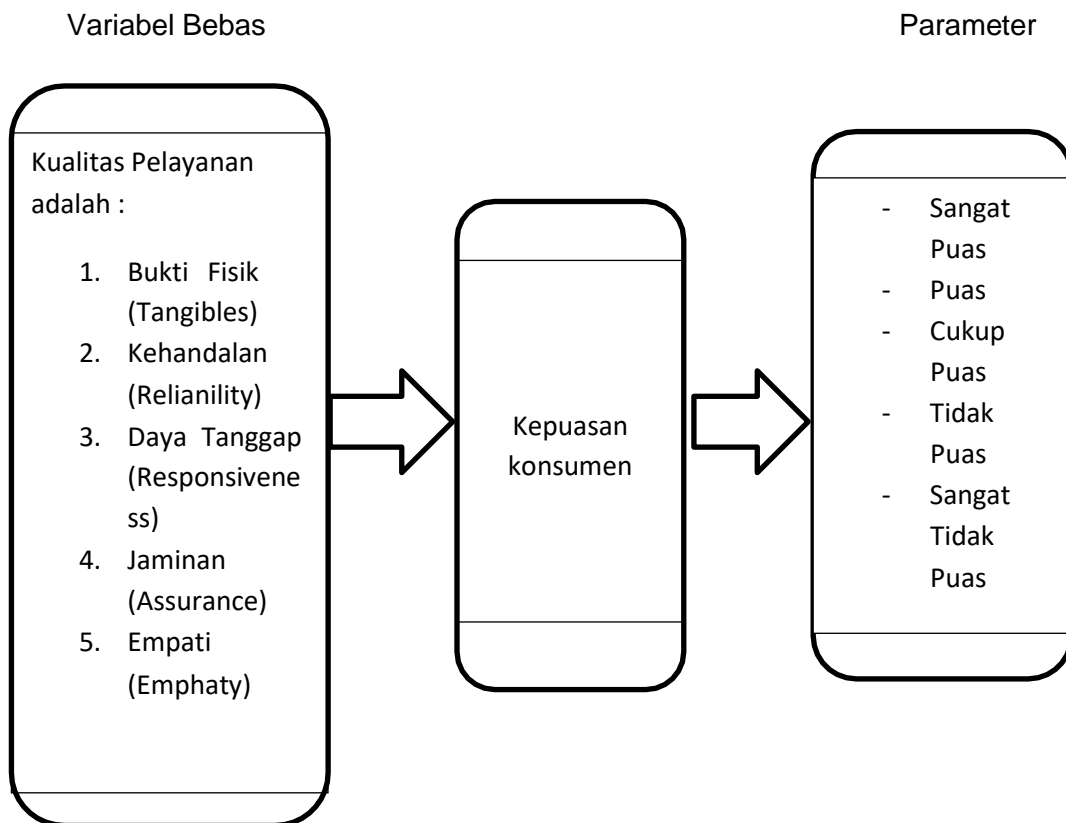 Variabel Bebas
Parameter
Kualitas Pelayanan
adalah :
1. Bukti Fisik
(Tangibles)
2. Kehandalan
(Relianility)
3. Daya Tanggap
(Responsivene
ss)
4. Jaminan
(Assurance)
5. Empati
(Emphaty)
Kepuasan
konsumen
- Sangat
Puas
- Puas
- Cukup
Puas
- Tidak
Puas
- Sangat
Tidak
Puas